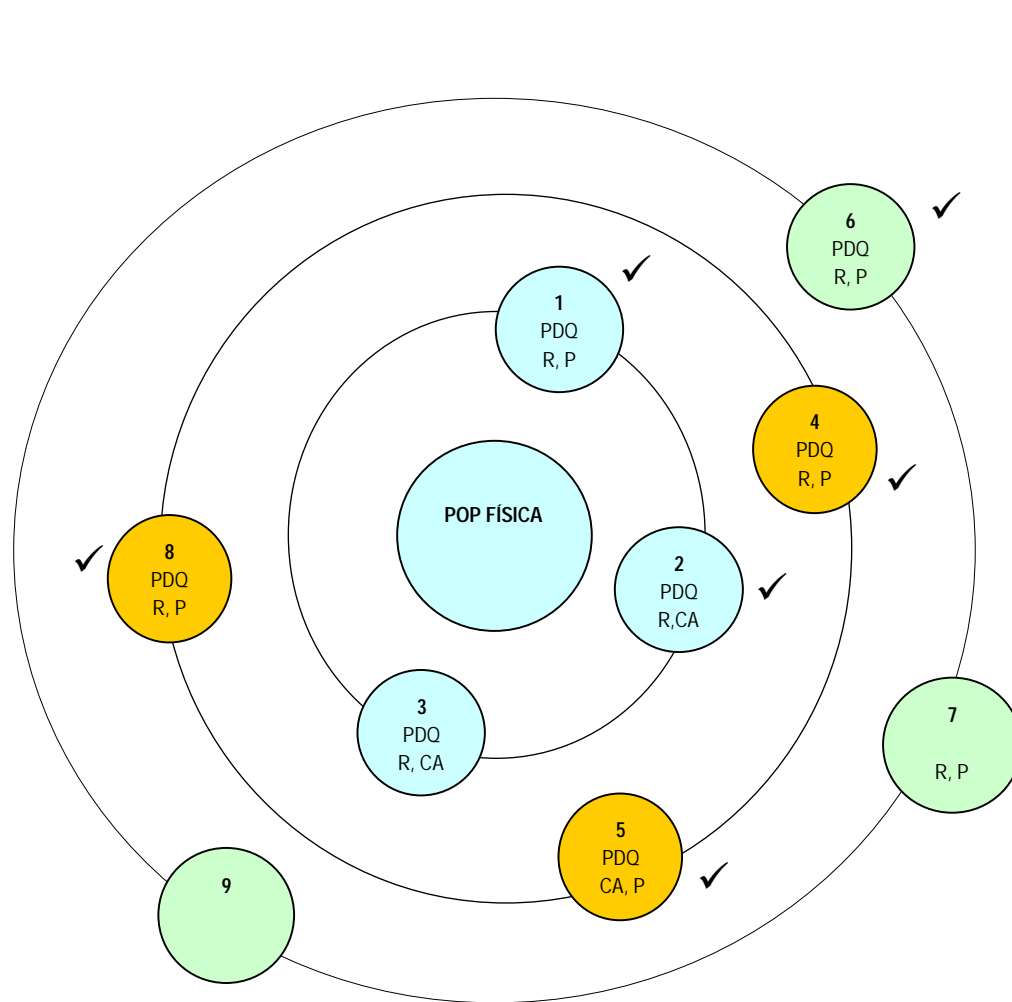 6
PDQ
R, P
1
PDQ
R, P
4
PDQ
R, P
POP FÍSICA
8
PDQ
R, P
2
PDQ
R,CA
3
PDQ
R, CA
7
R, P
5
PDQ
CA, P
9